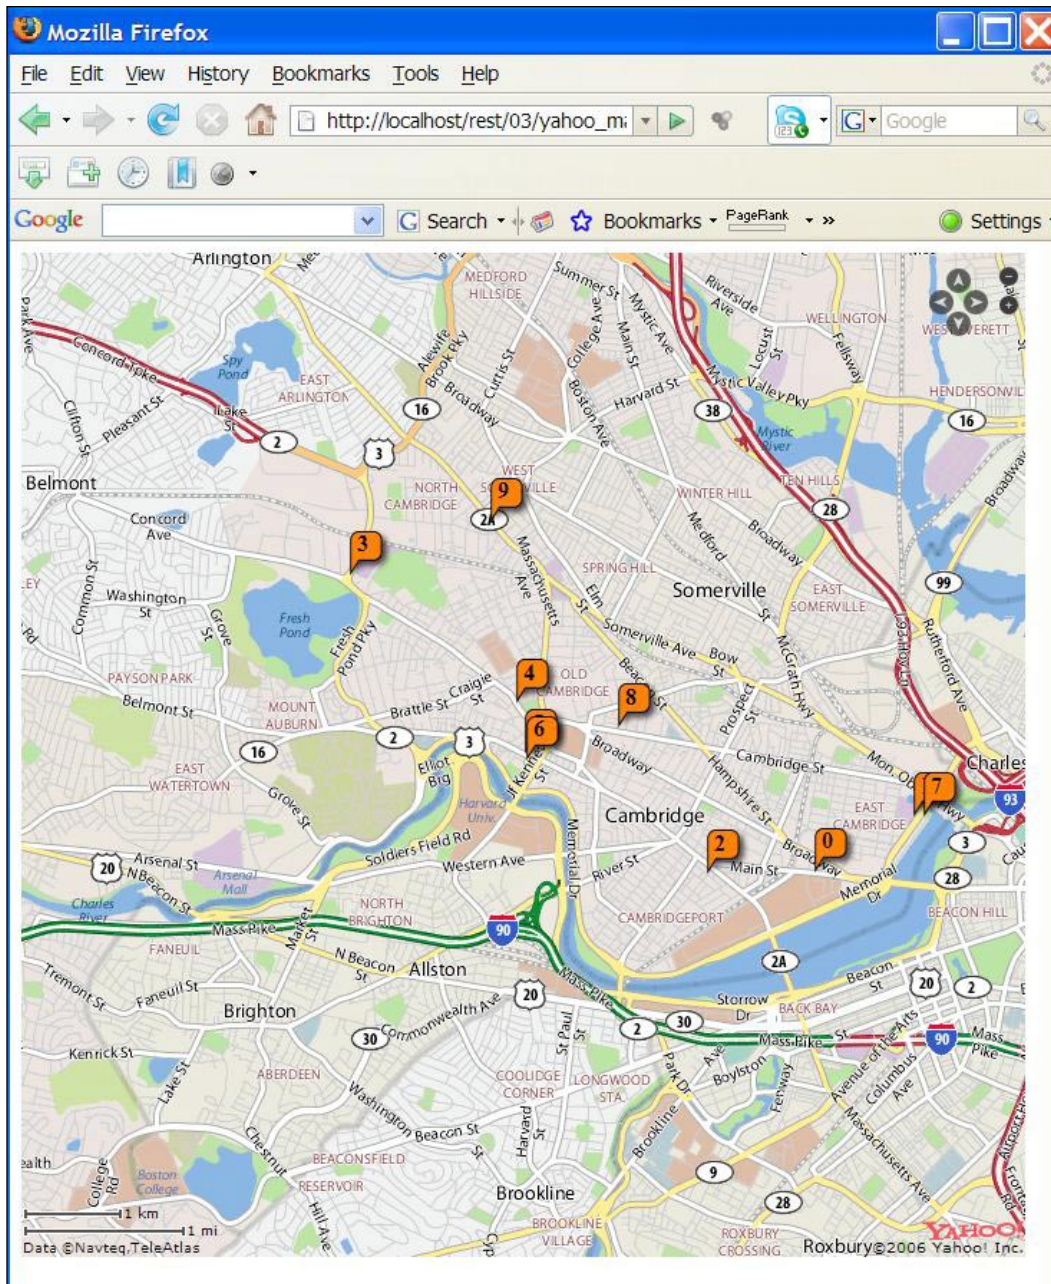 Mozilla Firefox
File Edit View History Bookmarks Tools Help
http://localhost/rest/03/yahoo_ma
G Google
Google G Search Bookmarks PageRank » Settings
Arlington
MEDFORD HILLSIDE
Summer St
Mystic Ave
Riverside Ave
WELLINGTON
WEST EVERETT
Park Ave
Concord Tpke
Spy Pond
Alewife Brook Pky
Curtis St
College Ave
Main St
Locust St
Fellsway
Clifton St
Pleasant St
Lake St
EAST ARLINGTON
Broadway
Boston Ave
Harvard St
Mystic Valley Pky
HENDERSONVIL
16
38
16
2
3
Mystic River
Belmont
NORTH CAMBRIDGE
WEST
9
2A
WINTER HILL
TEN HILLS
28
Broadway
Concord Ave
3
Massachusetts Ave
Medford St
Broadway
Common St
Washington St
Grove St
Fresh Pond
Fresh Pond Pky
SPRING HILL
Elm St
Somerville
EAST SOMERVILLE
99
Rutherford Ave
Somerville Ave
Bow St
McGrath Hwy
I-93 Hov Ln
PAYSON PARK
Belmont St
MOUNT AUBURN
Brattle St
Craigie St
4
OLD CAMBRIDGE
Beacon St
8
Prospect St
16
2
3
6
Jf Kennedy St
Broadway
Cambridge St
Hampshire St
Mon. Ob Hwy
Charles
EAST WATERTOWN
Grove St
Elliot Brg
Harvard Univ.
Cambridge
EAST CAMBRIDGE
7
93
Soldiers Field Rd
Memorial Dr
2
0
Broadway
3
20
Arsenal St
N Beacon St
Arsenal Mall
Western Ave
River St
Main St
Memorial Dr
28
Charles River
NORTH BRIGHTON
CAMBRIDGEPORT
BEACON HILL
Mass Pike
Market St
90
FANEUIL
N Beacon St
Allston
Mass Pike
2A
Beacon St
Tremont St
Faneuil St
Brighton
Commonwealth Ave
20
St Paul St
Storrow Dr
BACK BAY
20
2
30
2
30
Mass Pike
90
Mass Pike
Kenrick St
Lake St
ABERDEEN
COOLIDGE CORNER
LONGWOOD STA.
Park Dr
Boylston
Fenway
Avenue of the Arts
Columbus Ave
Washington St
Beacon St
Harvard St
Brookline Ave
Massachusetts Ave
Chestnut Hill Ave
BEACONSFIELD
RESERVOIR
Boston College
College Rd
Brookline
9
28
BROOKLINE VILLAGE
ROXBURY CROSSING
Roxbury
1 km
1 mi
YAHOO!
Data ©Navteq,TeleAtlas
©2006 Yahoo! Inc.